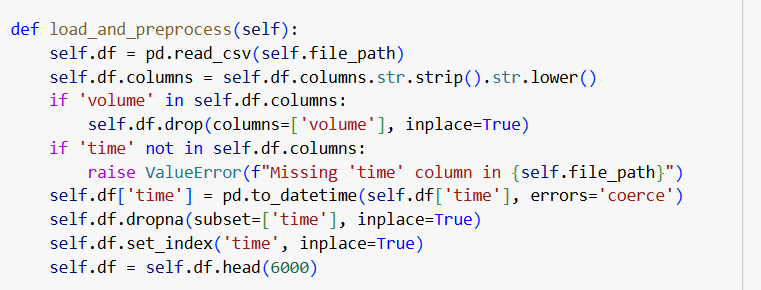 def load_and_preprocess(self):
    self.df = pd.read_csv(self.file_path)
    self.df.columns = self.df.columns.str.strip().str.lower()
    if 'volume' in self.df.columns:
        self.df.drop(columns=['volume'], inplace=True)
    if 'time' not in self.df.columns:
        raise ValueError(f"Missing 'time' column in {self.file_path}")
    self.df['time'] = pd.to_datetime(self.df['time'], errors='coerce')
    self.df.dropna(subset=['time'], inplace=True)
    self.df.set_index('time', inplace=True)
    self.df = self.df.head(6000)